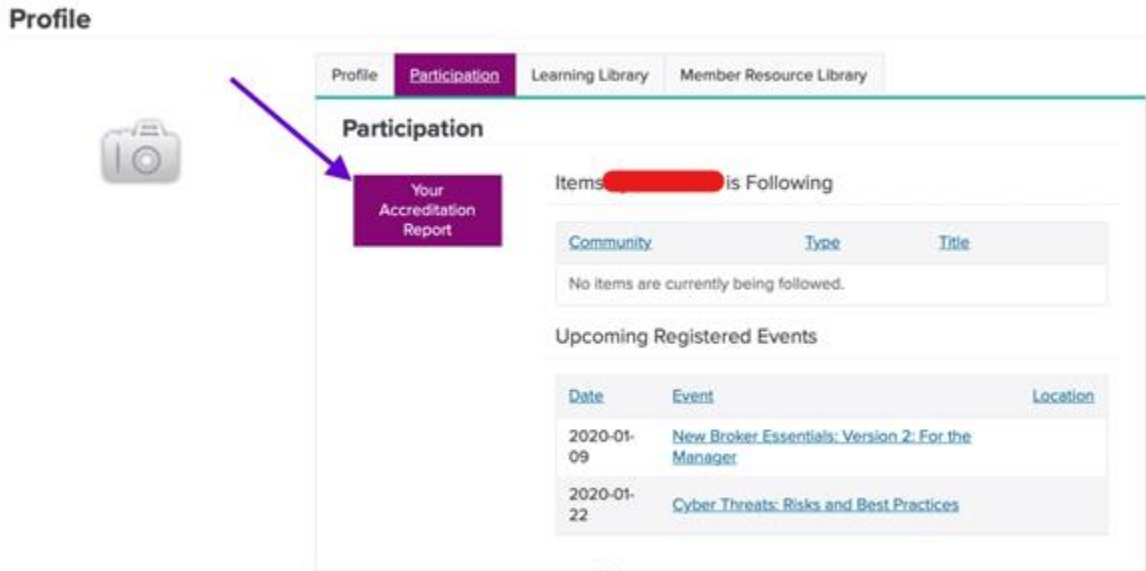 Profile
Profile Participation Learning Library Member Resource Library
Participation
Your
Accreditation
Report
Items is Following
Community Type Title
No items are currently being followed.
Upcoming Registered Events
Date Event Location
2020-01-
09
New Broker Essentials: Version 2: For the
Manager
2020-01-
22
Cyber Threats: Risks and Best Practices